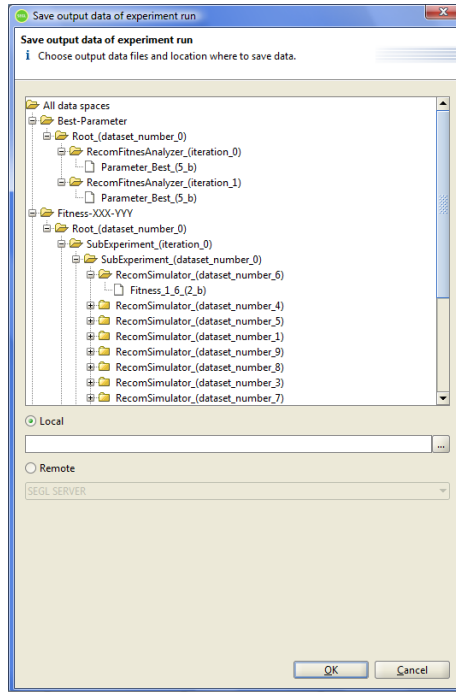 Save output data of experiment run
Save output data of experiment run
i Choose output data files and location where to save data.
All data spaces
Best-Parameter
Root_(dataset_number_0)
RecomFitnesAnalyzer_(iteration_0)
Parameter_Best_(5_b)
RecomFitnesAnalyzer_(iteration_1)
Parameter_Best_(5_b)
Fitness-XXX-YYY
Root_(dataset_number_0)
SubExperiment_(iteration_0)
SubExperiment_(dataset_number_0)
RecomSimulator_(dataset_number_6)
Fitness_1_6_(2_b)
RecomSimulator_(dataset_number_4)
RecomSimulator_(dataset_number_5)
RecomSimulator_(dataset_number_1)
RecomSimulator_(dataset_number_9)
RecomSimulator_(dataset_number_8)
RecomSimulator_(dataset_number_3)
RecomSimulator_(dataset_number_7)
Local
...
Remote
SEGL SERVER
OK Cancel